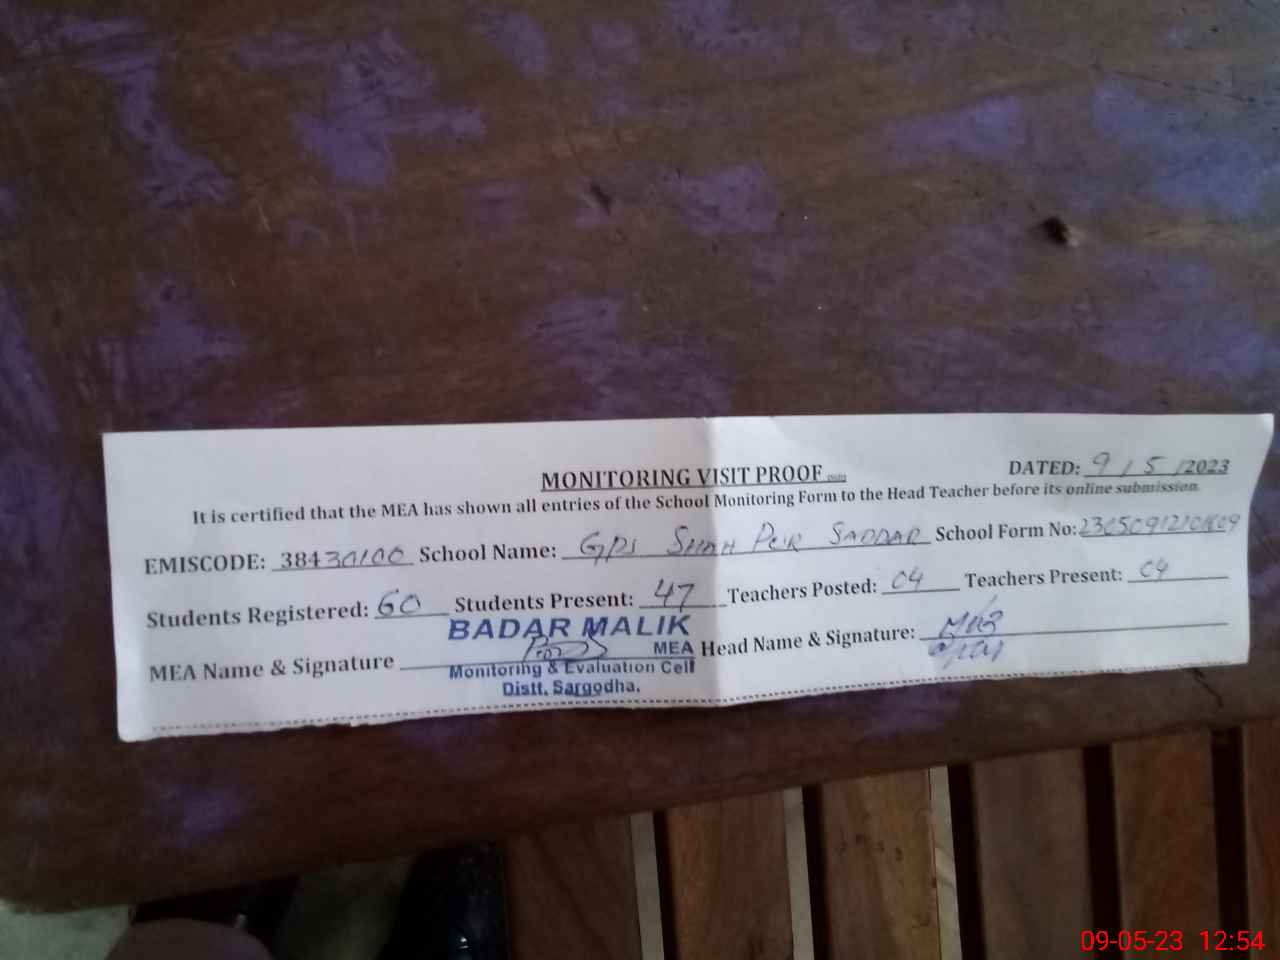 MONITORING VISIT PROOF
DATED: 9 / 5 / 2023
It is certified that the MEA has shown all entries of the School Monitoring Form to the Head Teacher before its online submission.
EMISCODE: 38430100 School Name: GPS SHAH PUR SADDAR School Form No:
Students Registered: 60 Students Present: 47 Teachers Posted: 04 Teachers Present: 04
BADAR MALIK
MEA Name & Signature MEA Head Name & Signature:
Monitoring & Evaluation Cell
Distt. Sargodha.
09-05-23 12:54